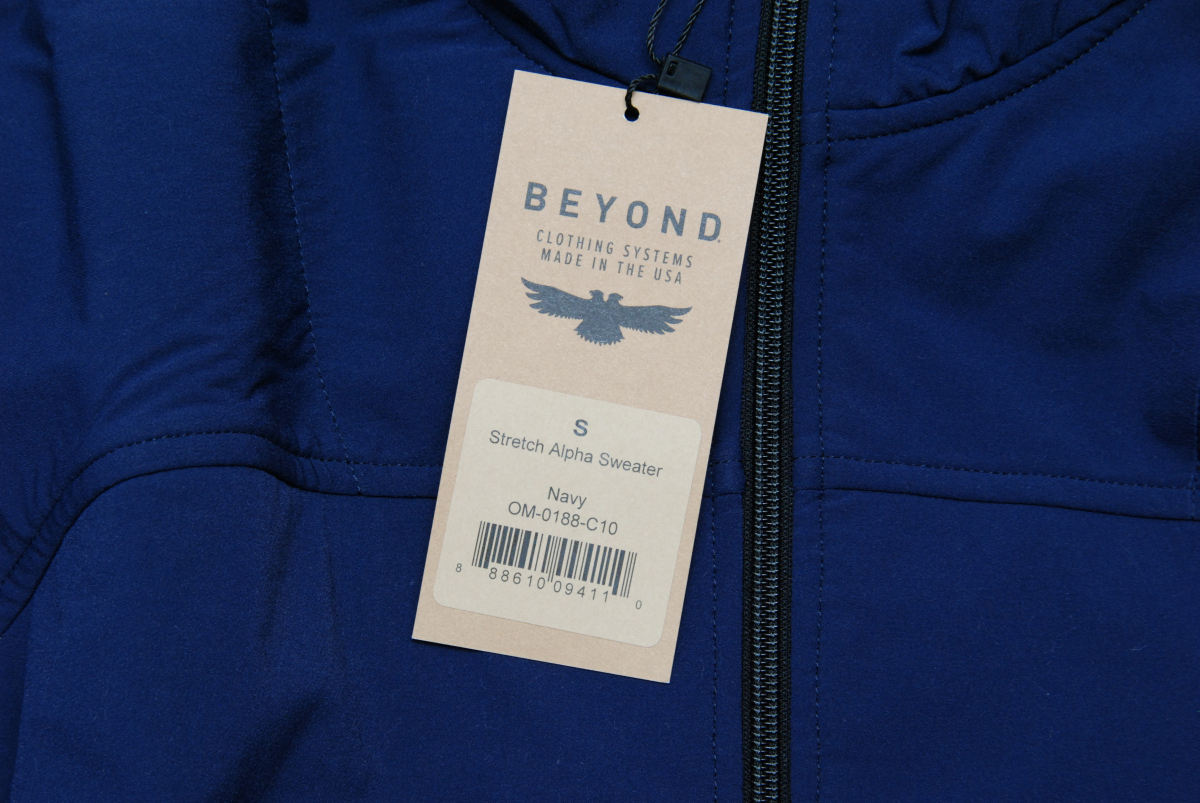 BEYOND
CLOTHING SYSTEMS
MADE IN THE USA
S
Stretch Alpha Sweater
Navy
OM-0188-C10
8 88610 09411 0